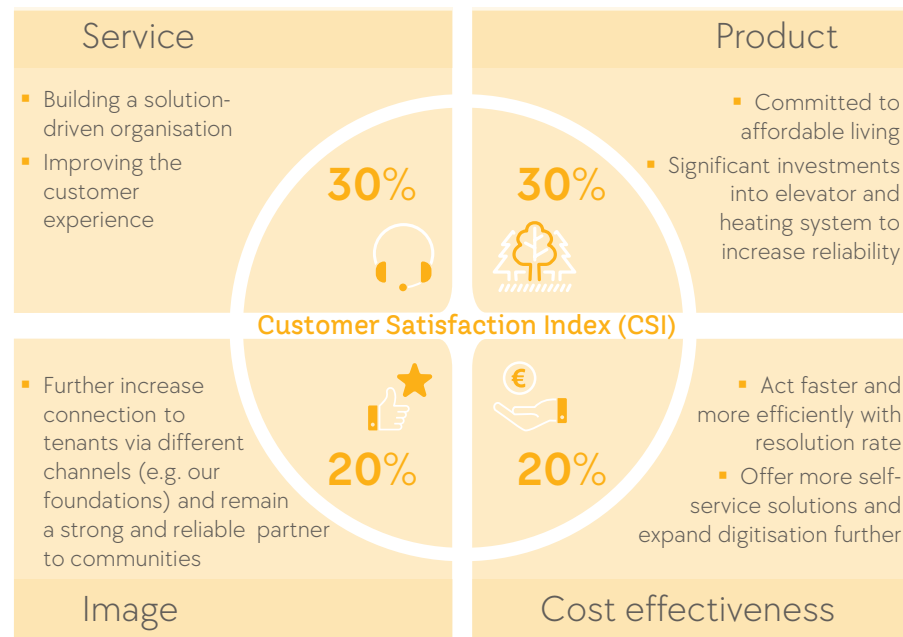 Service
▪ Building a solution-
driven organisation
▪ Improving the
customer
experience
30%
Product
▪ Committed to
affordable living
▪ Significant investments
into elevator and
heating system to
increase reliability
30%
Customer Satisfaction Index (CSI)
▪ Further increase
connection to
tenants via different
channels (e.g. our
foundations) and remain
a strong and reliable partner
to communities
20%
Image
€
▪ Act faster and
more efficiently with
resolution rate
▪ Offer more self-
service solutions and
expand digitisation further
20%
Cost effectiveness